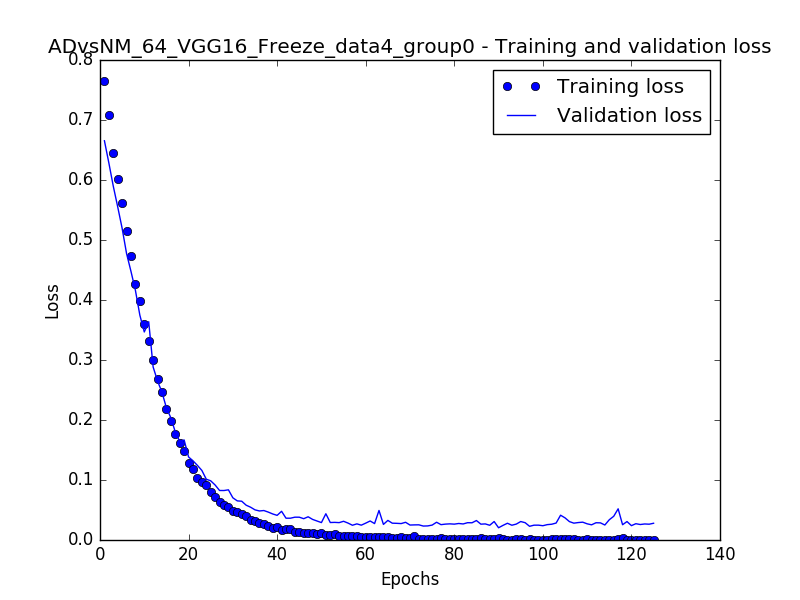 ADvsNM_64_VGG16_Freeze_data4_group0 - Training and validation loss
Training loss
Validation loss
0.8
0.7
0.6
0.5
0.4
0.3
0.2
0.1
0.0
Loss
0 20 40 60 80 100 120 140
Epochs